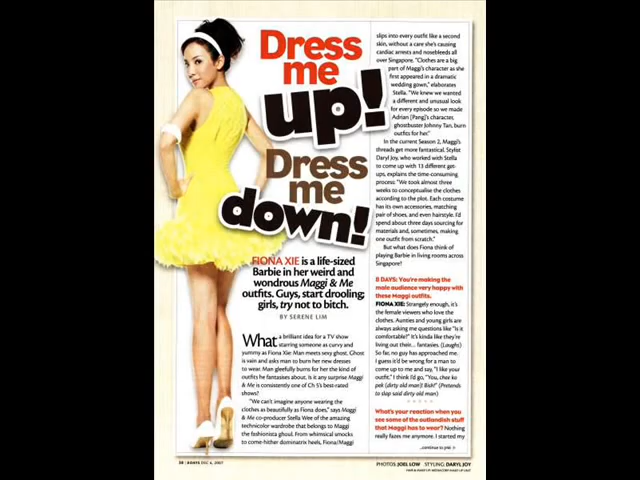 Dress
me
up!
Dress
me
down!
FIONA XIE is a life-sized
Barbie in her weird and
wondrous Maggi & Me
outfits. Guys, start drooling;
girls, try not to bitch.
BY SERENE LIM
What a brilliant idea for a TV show
starring someone as curvy and
yummy as Fiona Xie: Man meets sexy ghost. Ghost
is vain and asks man to burn her new dresses
to wear. Man gleefully burns for her the kind of
outfits he fantasises about. Is it any surprise Maggi
& Me is consistently one of Ch 5's best-rated
shows?
"We can't imagine anyone wearing the
clothes as beautifully as Fiona does," says Maggi
& Me co-producer Stella Wee of the amazing
technicolor wardrobe that belongs to Maggi
the fashionista ghoul. From whimsical smocks
to come-hither dominatrix heels, Fiona/Maggi
slips into every outfit like a second
skin, without a care she's causing
cardiac arrests and nosebleeds all
over Singapore. "Clothes are a big
part of Maggi's character as she
first appeared in a dramatic
wedding gown," elaborates
Stella. "We knew we wanted
a different and unusual look
for every episode so we made
Adrian [Pang]'s character,
ghostbuster Johnny Tan, burn
outfits for her."
In the current Season 2, Maggi's
threads get more fantastical. Stylist
Daryl Joy, who worked with Stella
to come up with 13 different get-
ups, explains the time-consuming
process: "We took almost three
weeks to conceptualise the clothes
according to the plot. Each costume
has its own accessories, matching
pair of shoes, and even hairstyle. I'd
spend about three days sourcing for
materials and, sometimes, making
one outfit from scratch."
But what does Fiona think of
playing Barbie in living rooms across
Singapore?
8 DAYS: You're making the
male audience very happy with
these Maggi outfits.
FIONA XIE: Strangely enough, it's
the female viewers who love the
clothes. Aunties and young girls are
always asking me questions like "Is it
comfortable?" It's kinda like they're
living out their... fantasies. (Laughs)
So far, no guy has approached me.
I guess it'd be wrong for a man to
come up to me and say, "I like your
outfit." I think I'd go, "You, chee ko
pek (dirty old man)! Bish!" (Pretends
to slap said dirty old man)
What's your reaction when you
see some of the outlandish stuff
that Maggi has to wear? Nothing
really fazes me anymore. I started my
...continue to p40 »
38 | 8DAYS DEC 6, 2007
PHOTOS: JOEL LOW STYLING: DARYL JOY